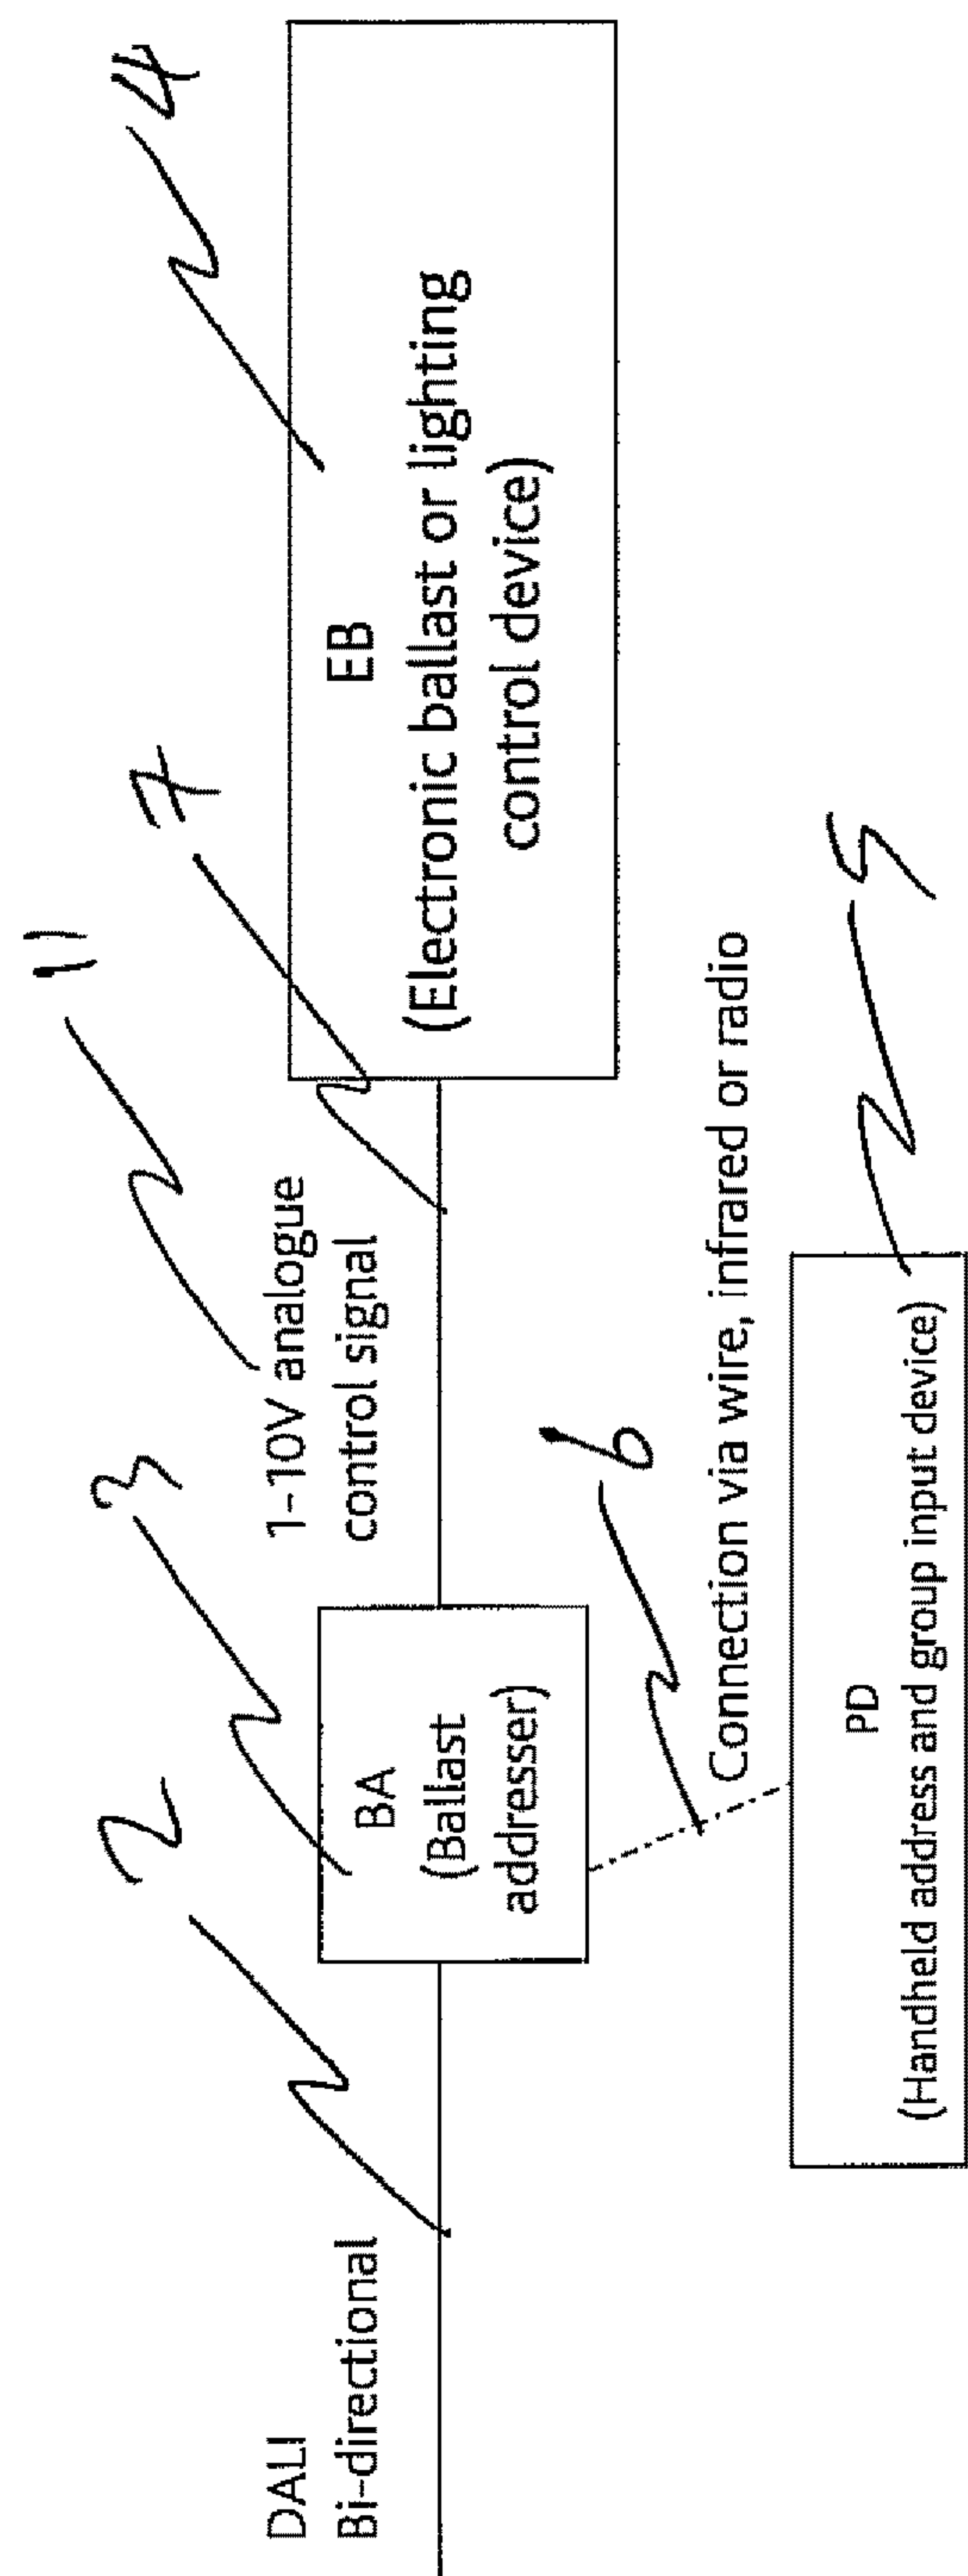 DALI
Bi-directional
2
BA
(Ballast
addresser)
3
1-10V analogue
control signal
11
7
EB
(Electronic ballast or lighting
control device)
4
6
Connection via wire, infrared or radio
PD
(Handheld address and group input device)
5